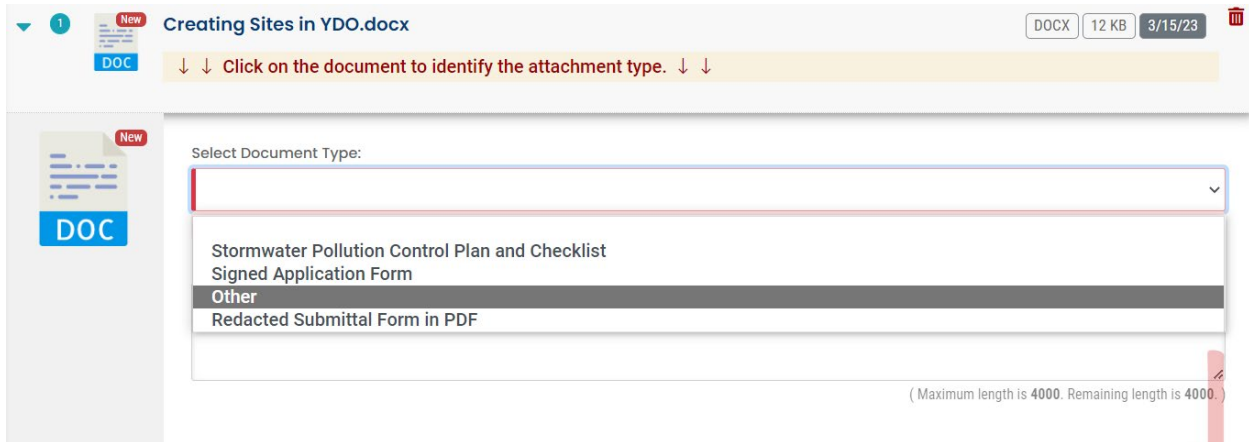 1
New
DOC
Creating Sites in YDO.docx
DOCX
12 KB
3/15/23
↓ ↓ Click on the document to identify the attachment type. ↓ ↓
New
DOC
Select Document Type:
Stormwater Pollution Control Plan and Checklist
Signed Application Form
Other
Redacted Submittal Form in PDF
( Maximum length is 4000. Remaining length is 4000. )